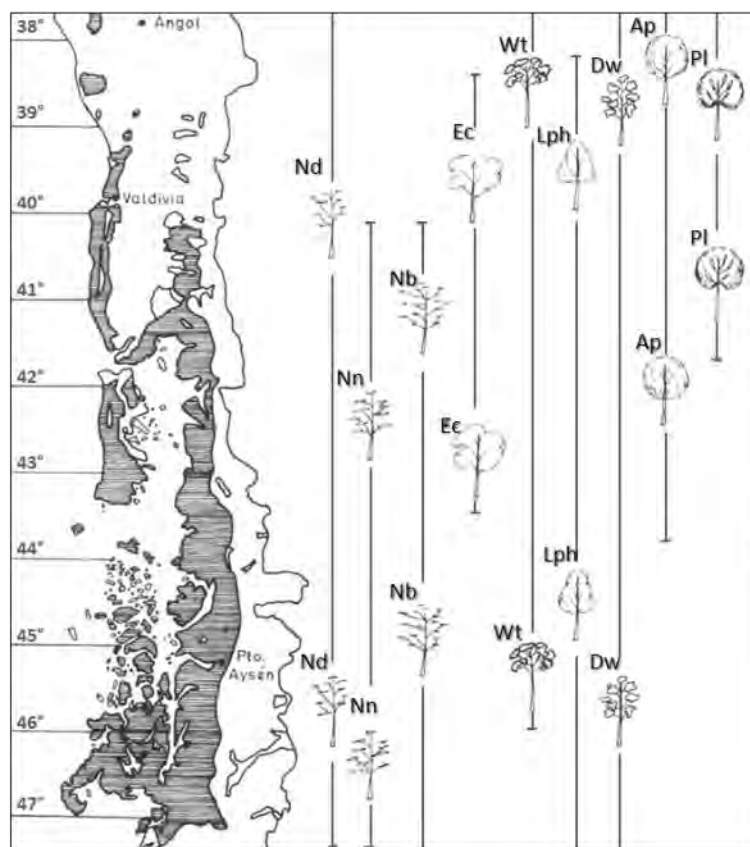 38°
Angol
39°
40°
Valdivia
41°
42°
43°
44°
45°
Pto.
Aysén
46°
47°
Ap
Wt
Pl
Dw
Ec
Lph
Nd
Pl
Nb
Ap
Nn
Ec
Lph
Nb
Wt
Nd
Dw
Nn